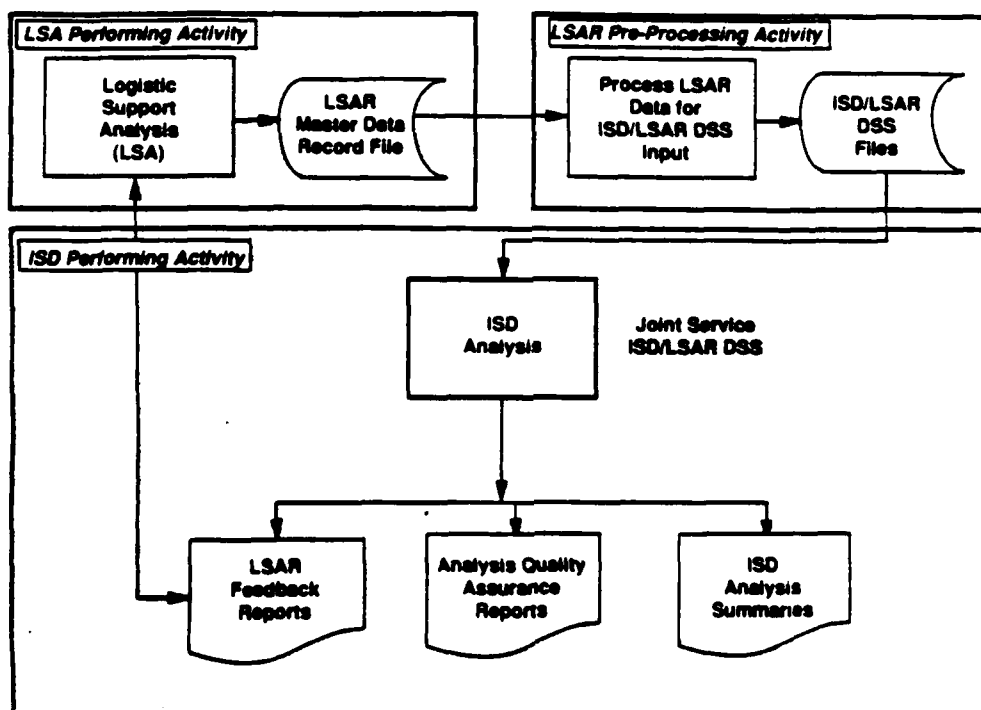 LSA Performing Activity
Logistic
Support
Analysis
(LSA)
LSAR
Master Data
Record File
LSAR Pre-Processing Activity
Process LSAR
Data for
ISD/LSAR DSS
Input
ISD/LSAR
DSS
Files
ISD Performing Activity
ISD
Analysis
Joint Service
ISD/LSAR DSS
LSAR
Feedback
Reports
Analysis Quality
Assurance
Reports
ISD
Analysis
Summaries